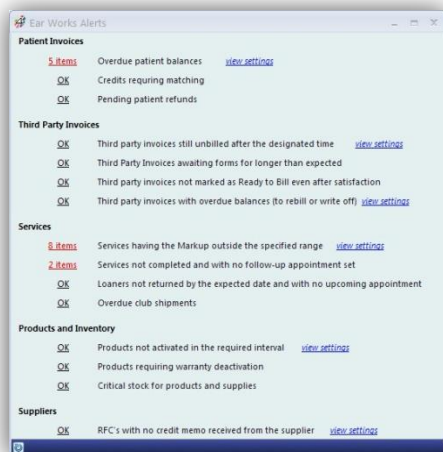 Ear Works Alerts
Patient Invoices
5 items Overdue patient balances view settings
OK Credits requring matching
OK Pending patient refunds
Third Party Invoices
OK Third party invoices still unbilled after the designated time view settings
OK Third Party Invoices awaiting forms for longer than expected
OK Third party invoices not marked as Ready to Bill even after satisfaction
OK Third party invoices with overdue balances (to rebill or write off) view settings
Services
8 items Services having the Markup outside the specified range view settings
2 items Services not completed and with no follow-up appointment set
OK Loaners not returned by the expected date and with no upcoming appointment
OK Overdue club shipments
Products and Inventory
OK Products not activated in the required interval view settings
OK Products requiring warranty deactivation
OK Critical stock for products and supplies
Suppliers
OK RFC's with no credit memo received from the supplier view settings